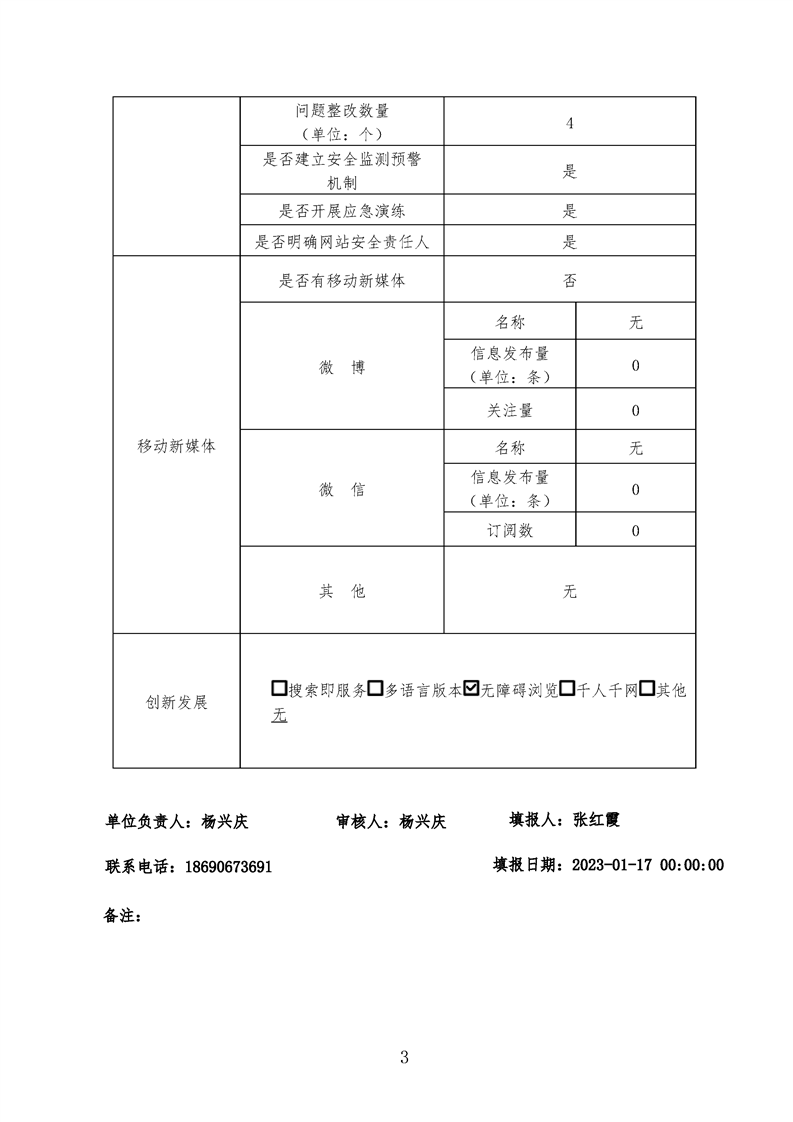 问题整改数量
（单位：个）
4
是否建立安全监测预警
机制
是
是否开展应急演练
是
是否明确网站安全责任人
是
移动新媒体
是否有移动新媒体
否
微 博
名称
无
信息发布量
（单位：条）
0
关注量
0
微 信
名称
无
信息发布量
（单位：条）
0
订阅数
0
其 他
无
创新发展
☐搜索即服务☐多语言版本☑无障碍浏览☐千人千网☐其他
无
单位负责人：杨兴庆 审核人：杨兴庆 填报人：张红霞
联系电话：18690673691 填报日期：2023-01-17 00:00:00
备注：
3